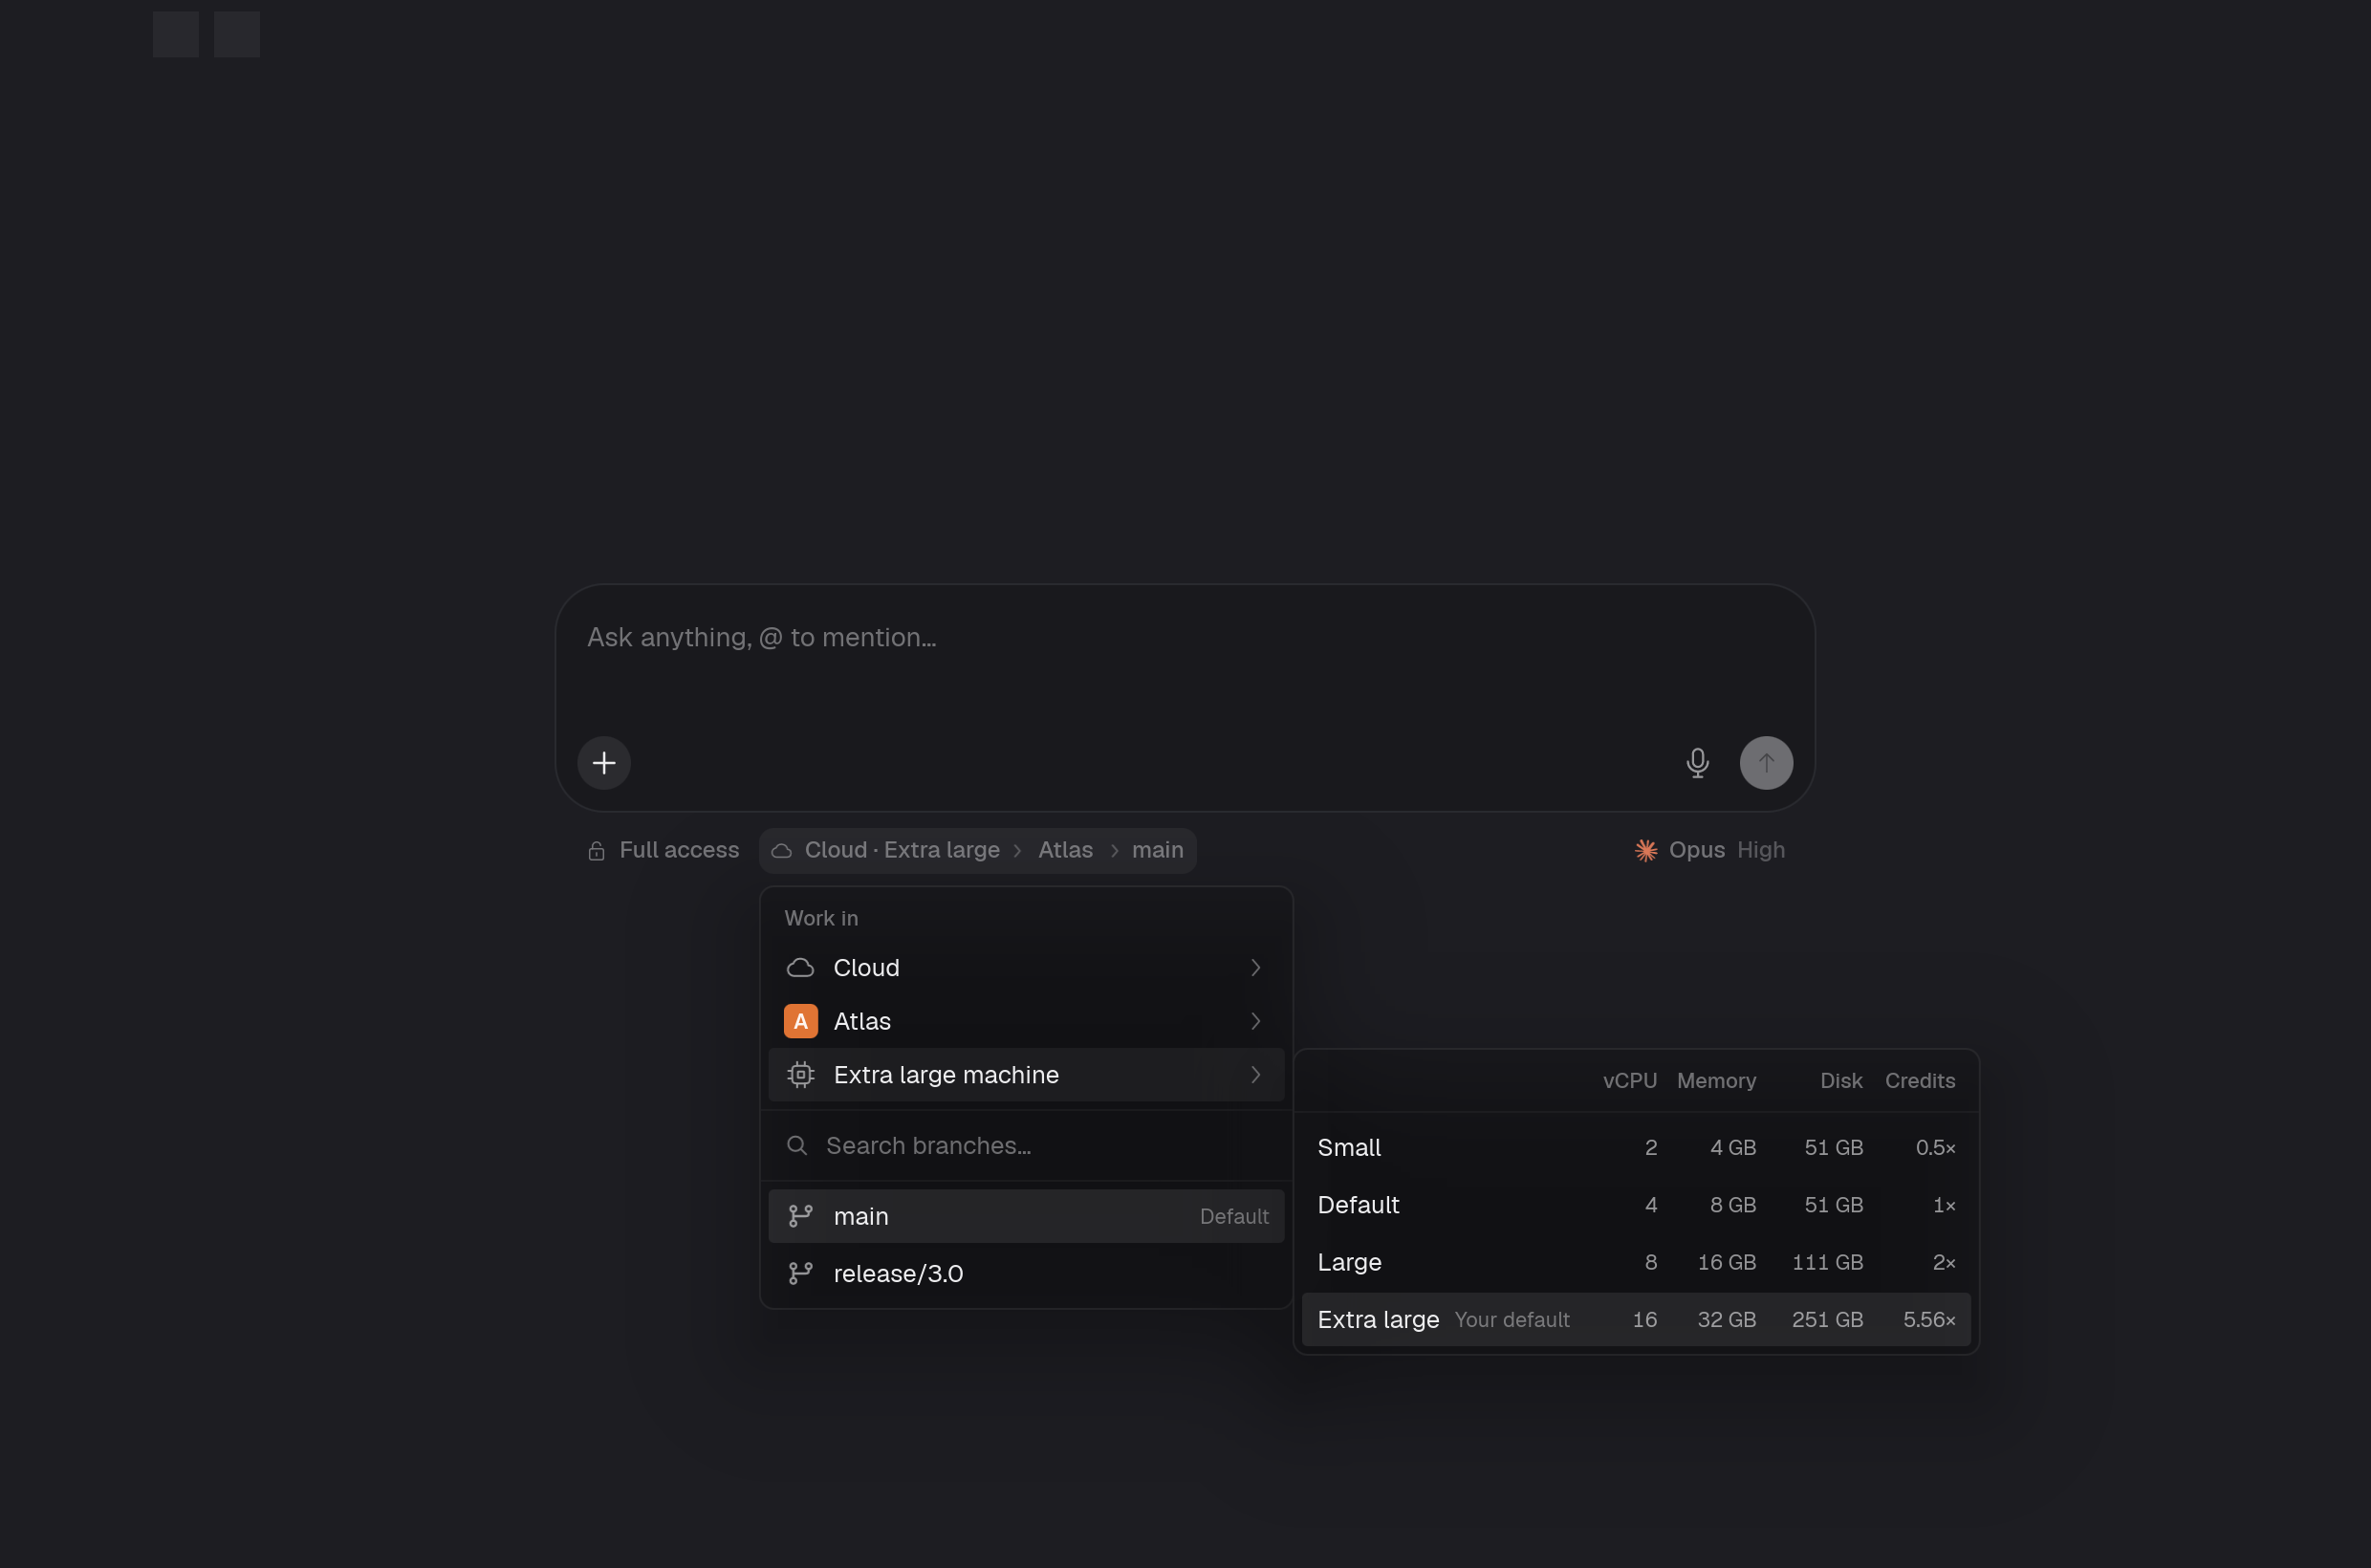 Ask anything, @ to mention...
Full access
Cloud · Extra large > Atlas > main
Opus High
Work in
Cloud
A Atlas
Extra large machine
Search branches...
main Default
release/3.0
vCPU Memory Disk Credits
Small 2 4 GB 51 GB 0.5×
Default 4 8 GB 51 GB 1×
Large 8 16 GB 111 GB 2×
Extra large Your default 16 32 GB 251 GB 5.56×